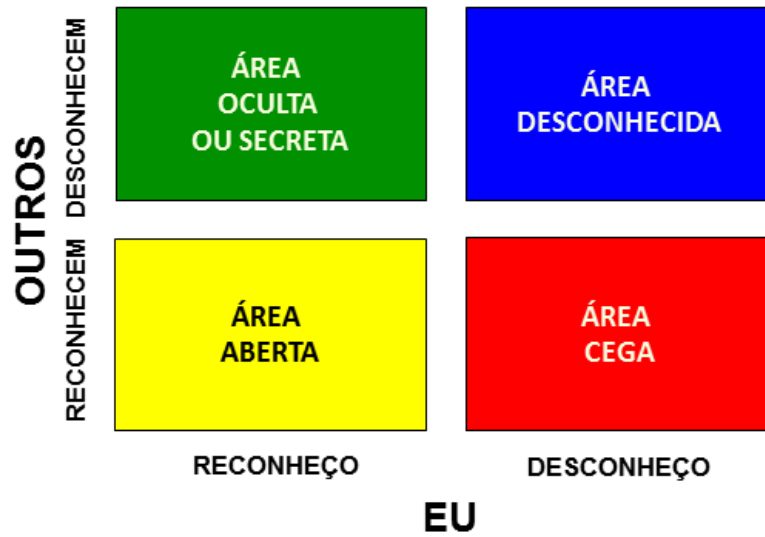 OUTROS
DESCONHECEM
RECONHECEM
ÁREA
OCULTA
OU SECRETA
ÁREA
DESCONHECIDA
ÁREA
ABERTA
ÁREA
CEGA
RECONHEÇO
DESCONHEÇO
EU